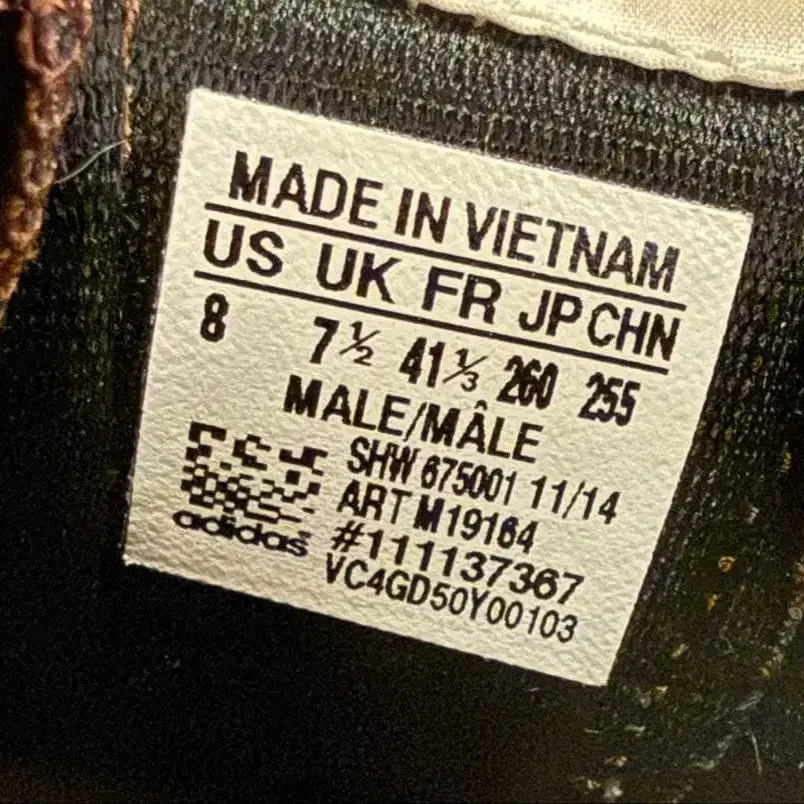 MADE IN VIETNAM
US UK FR JP CHN
8 7½ 41⅓ 260 255
MALE/MÂLE
SHW 675001 11/14
ART M19164
#111137367
VC4GD50Y00103
adidas